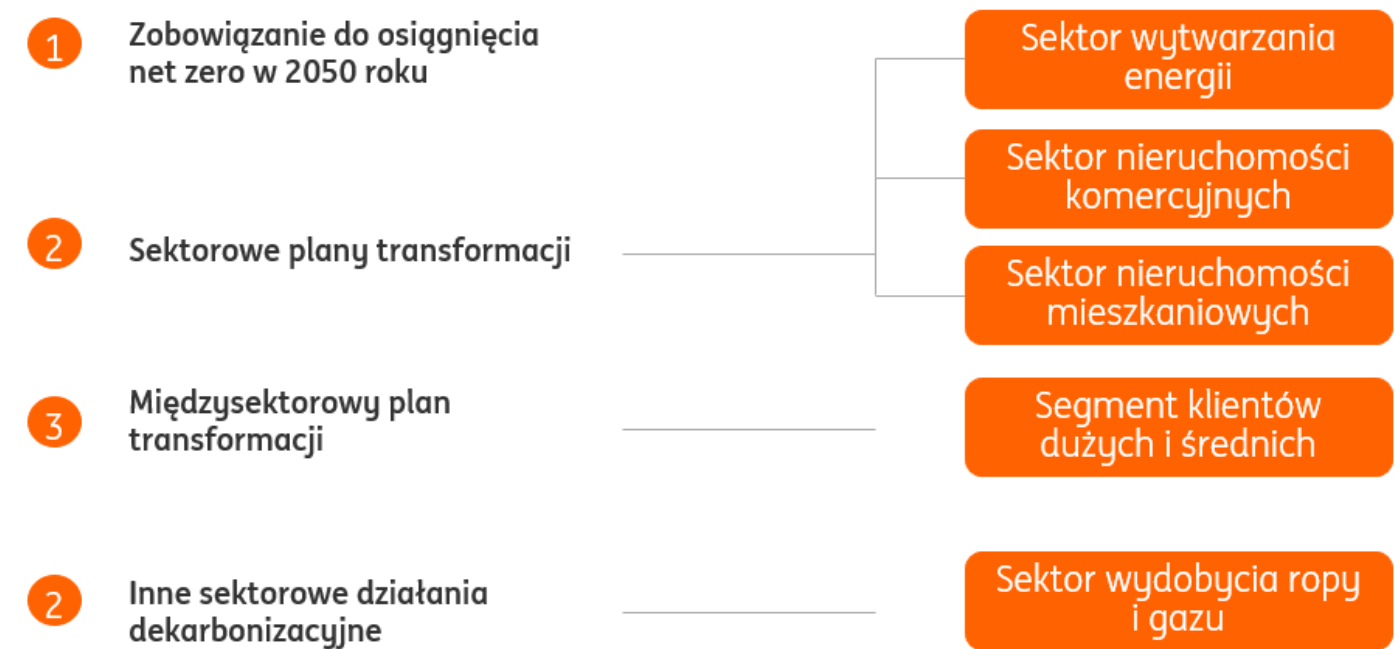 1
Zobowiązanie do osiągnięcia
net zero w 2050 roku
Sektor wytwarzania
energii
Sektor nieruchomości
komercyjnych
2
Sektorowe plany transformacji
Sektor nieruchomości
mieszkaniowych
3
Międzysektorowy plan
transformacji
Segment klientów
dużych i średnich
2
Inne sektorowe działania
dekarbonizacyjne
Sektor wydobycia ropy
i gazu